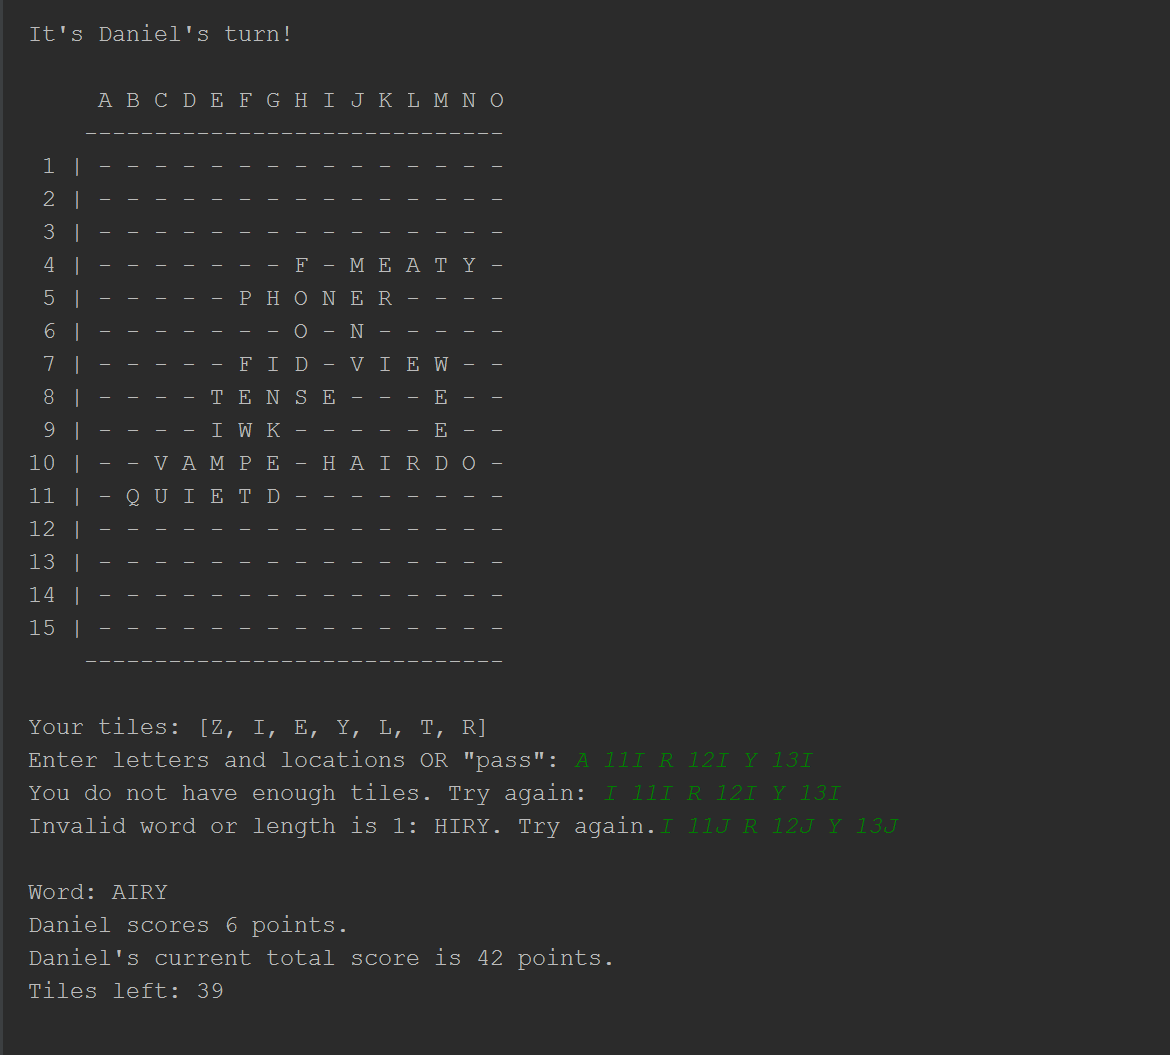 It's Daniel's turn!
A B C D E F G H I J K L M N O
------------------------------
1 | - - - - - - - - - - - - - - -
2 | - - - - - - - - - - - - - - -
3 | - - - - - - - - - - - - - - -
4 | - - - - - - - F - M E A T Y -
5 | - - - - - P H O N E R - - - -
6 | - - - - - - - O - N - - - - -
7 | - - - - - F I D - V I E W - -
8 | - - - - T E N S E - - - E - -
9 | - - - - I W K - - - - - E - -
10 | - - V A M P E - H A I R D O -
11 | - Q U I E T D - - - - - - - -
12 | - - - - - - - - - - - - - - -
13 | - - - - - - - - - - - - - - -
14 | - - - - - - - - - - - - - - -
15 | - - - - - - - - - - - - - - -
------------------------------
Your tiles: [Z, I, E, Y, L, T, R]
Enter letters and locations OR "pass": A 11I R 12I Y 13I
You do not have enough tiles. Try again: I 11I R 12I Y 13I
Invalid word or length is 1: HIRY. Try again.I 11J R 12J Y 13J
Word: AIRY
Daniel scores 6 points.
Daniel's current total score is 42 points.
Tiles left: 39